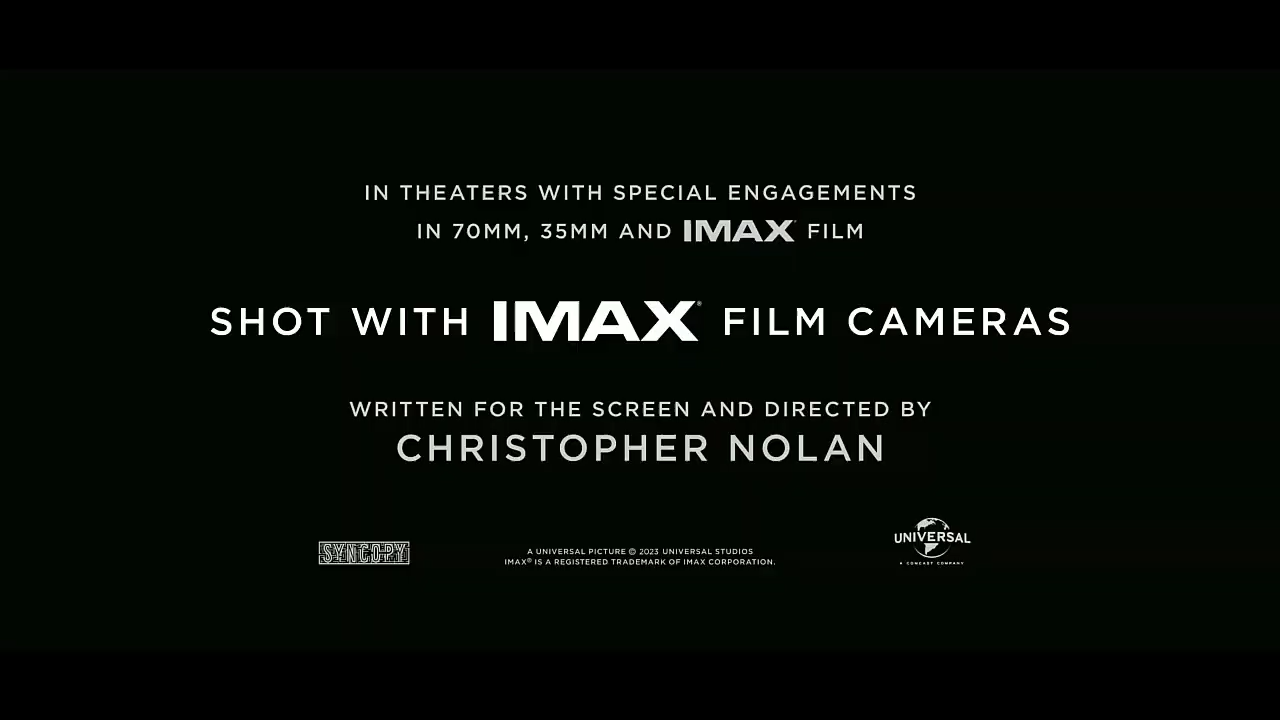 IN THEATERS WITH SPECIAL ENGAGEMENTS
IN 70MM, 35MM AND IMAX® FILM
SHOT WITH IMAX® FILM CAMERAS
WRITTEN FOR THE SCREEN AND DIRECTED BY
CHRISTOPHER NOLAN
SYNCOPY
A UNIVERSAL PICTURE © 2023 UNIVERSAL STUDIOS
IMAX® IS A REGISTERED TRADEMARK OF IMAX CORPORATION.
UNIVERSAL
A COMCAST COMPANY